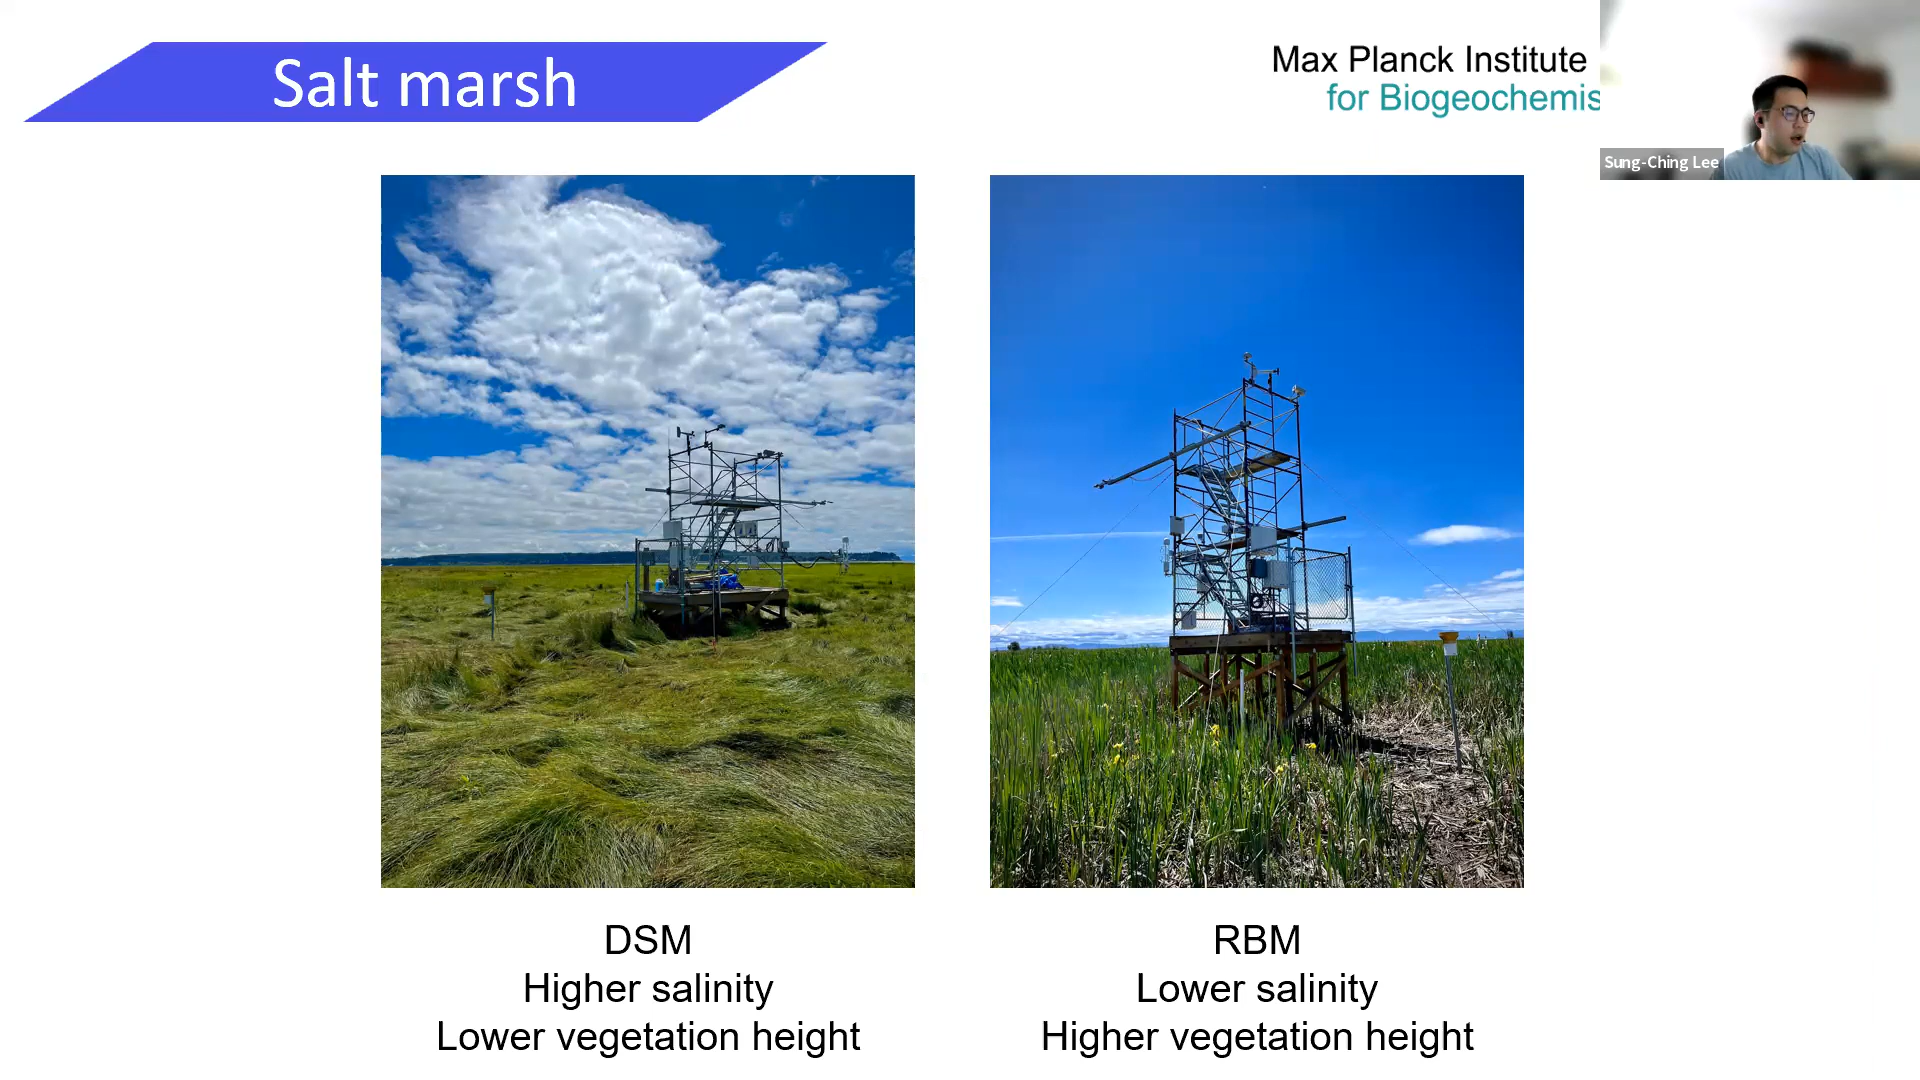 Salt marsh
Max Planck Institute
for Biogeochemis
Sung-Ching Lee
DSM
Higher salinity
Lower vegetation height
RBM
Lower salinity
Higher vegetation height